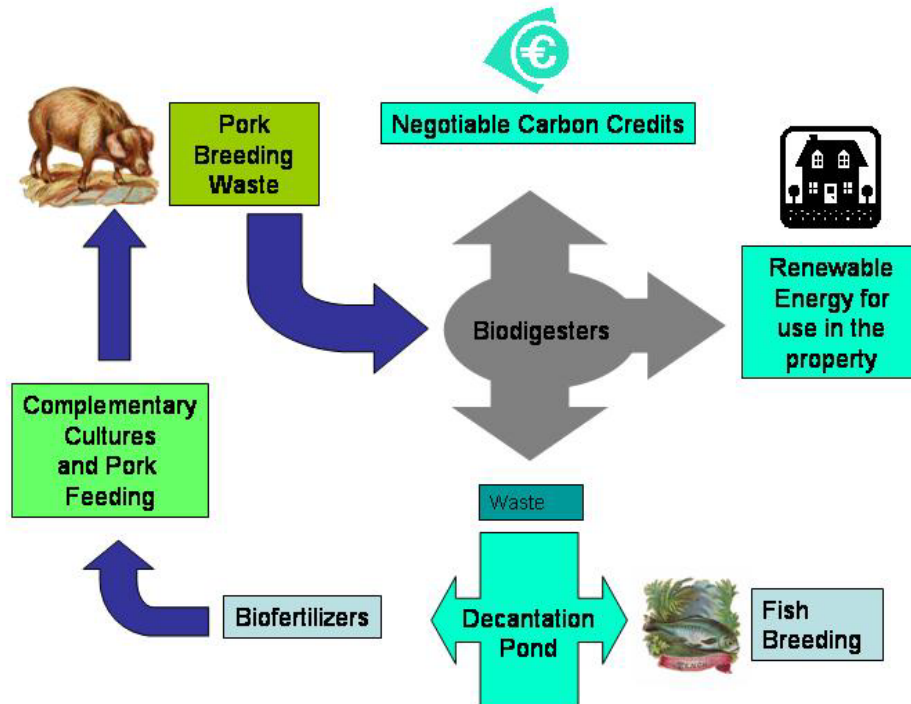 Pork
Breeding
Waste
Negotiable Carbon Credits
Renewable
Energy for
use in the
property
Biodigesters
Complementary
Cultures
and Pork
Feeding
Waste
Biofertilizers
Decantation
Pond
Fish
Breeding